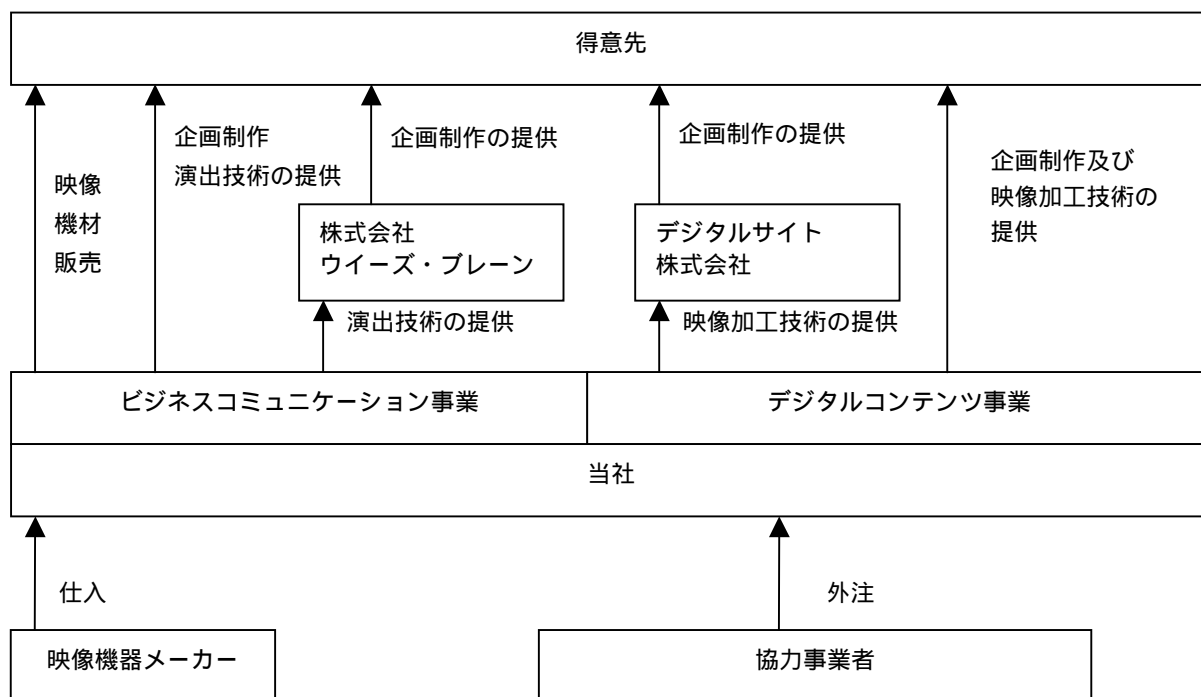 得意先
企画制作
演出技術の提供
企画制作の提供
企画制作の提供
企画制作及び
映像加工技術の
提供
映像
機材
販売
株式会社
ウイーズ・ブレーン
デジタルサイト
株式会社
演出技術の提供
映像加工技術の提供
ビジネスコミュニケーション事業
デジタルコンテンツ事業
当社
仕入
外注
映像機器メーカー
協力事業者